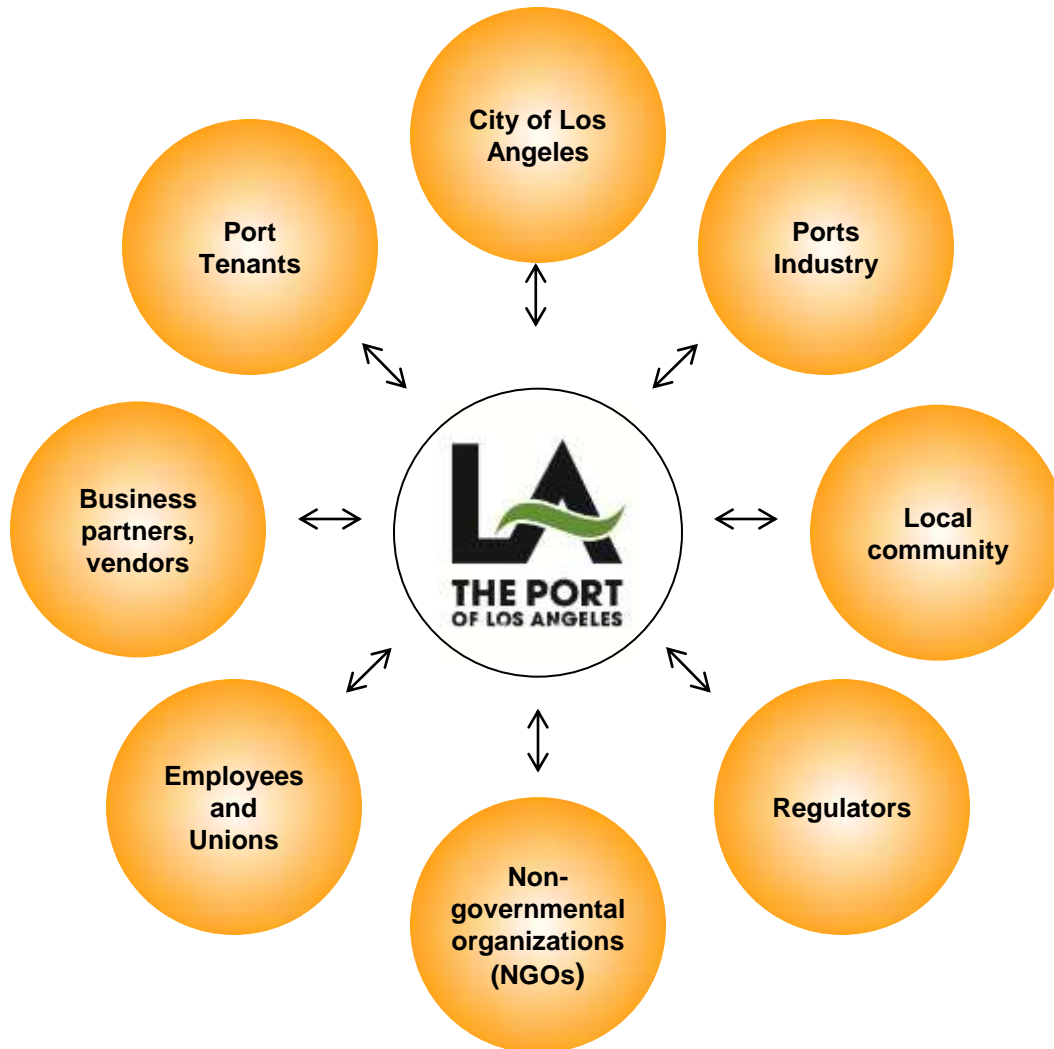 City of Los
Angeles
Port
Tenants
Ports
Industry
Business
partners,
vendors
LA
THE PORT
OF LOS ANGELES
Local
community
Employees
and
Unions
Regulators
Non-
governmental
organizations
(NGOs)